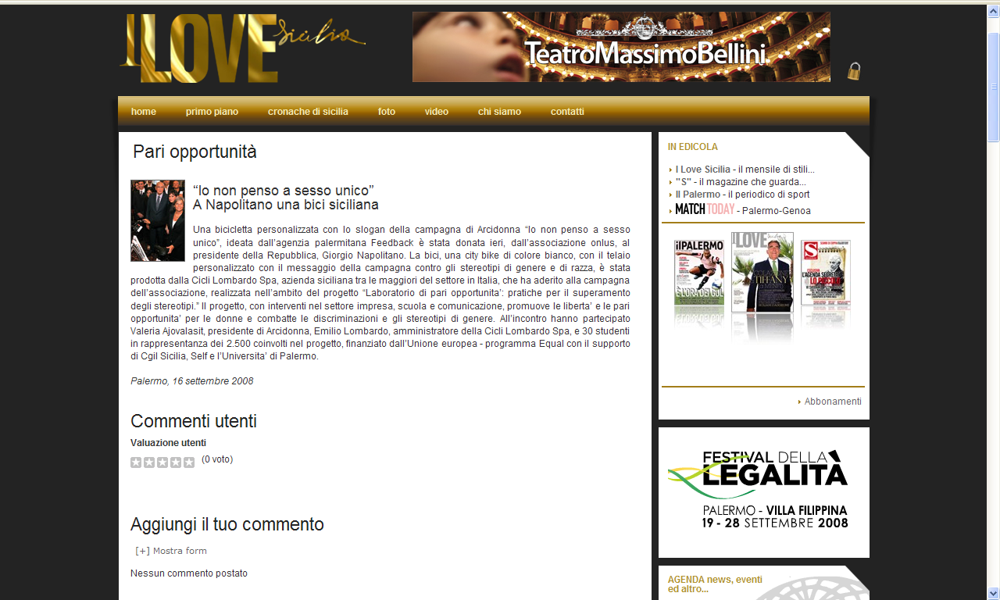 I LOVE Sicilia
TeatroMassimoBellini
home primo piano cronache di sicilia foto video chi siamo contatti
Pari opportunità
“Io non penso a sesso unico”
A Napolitano una bici siciliana
Una bicicletta personalizzata con lo slogan della campagna di Arcidonna “Io non penso a sesso
unico”, ideata dall’agenzia palermitana Feedback è stata donata ieri, dall’associazione onlus, al
presidente della Repubblica, Giorgio Napolitano. La bici, una city bike di colore bianco, con il telaio
personalizzato con il messaggio della campagna contro gli stereotipi di genere e di razza, è stata
prodotta dalla Cicli Lombardo Spa, azienda siciliana tra le maggiori del settore in Italia, che ha aderito alla campagna
dell’associazione, realizzata nell’ambito del progetto “Laboratorio di pari opportunita’: pratiche per il superamento
degli stereotipi.” Il progetto, con interventi nel settore impresa, scuola e comunicazione, promuove le liberta’ e le pari
opportunita’ per le donne e combatte le discriminazioni e gli stereotipi di genere. All’incontro hanno partecipato
Valeria Ajovalasit, presidente di Arcidonna, Emilio Lombardo, amministratore della Cicli Lombardo Spa, e 30 studenti
in rappresentanza dei 2.500 coinvolti nel progetto, finanziato dall’Unione europea - programma Equal con il supporto
di Cgil Sicilia, Self e l’Universita’ di Palermo.
Palermo, 16 settembre 2008
Commenti utenti
Valuazione utenti
(0 voto)
Aggiungi il tuo commento
[+] Mostra form
Nessun commento postato
IN EDICOLA
I Love Sicilia - il mensile di stili...
"S" - il magazine che guarda...
Il Palermo - il periodico di sport
MATCH TODAY - Palermo-Genoa
ilPALERMO
È L'ORA DEI GOL
I LOVE
TIFFANY
S
L'AGENDA SEGRETA
Abbonamenti
FESTIVAL DELLA
LEGALITÀ
PALERMO - VILLA FILIPPINA
19 - 28 SETTEMBRE 2008
AGENDA news, eventi
ed altro...